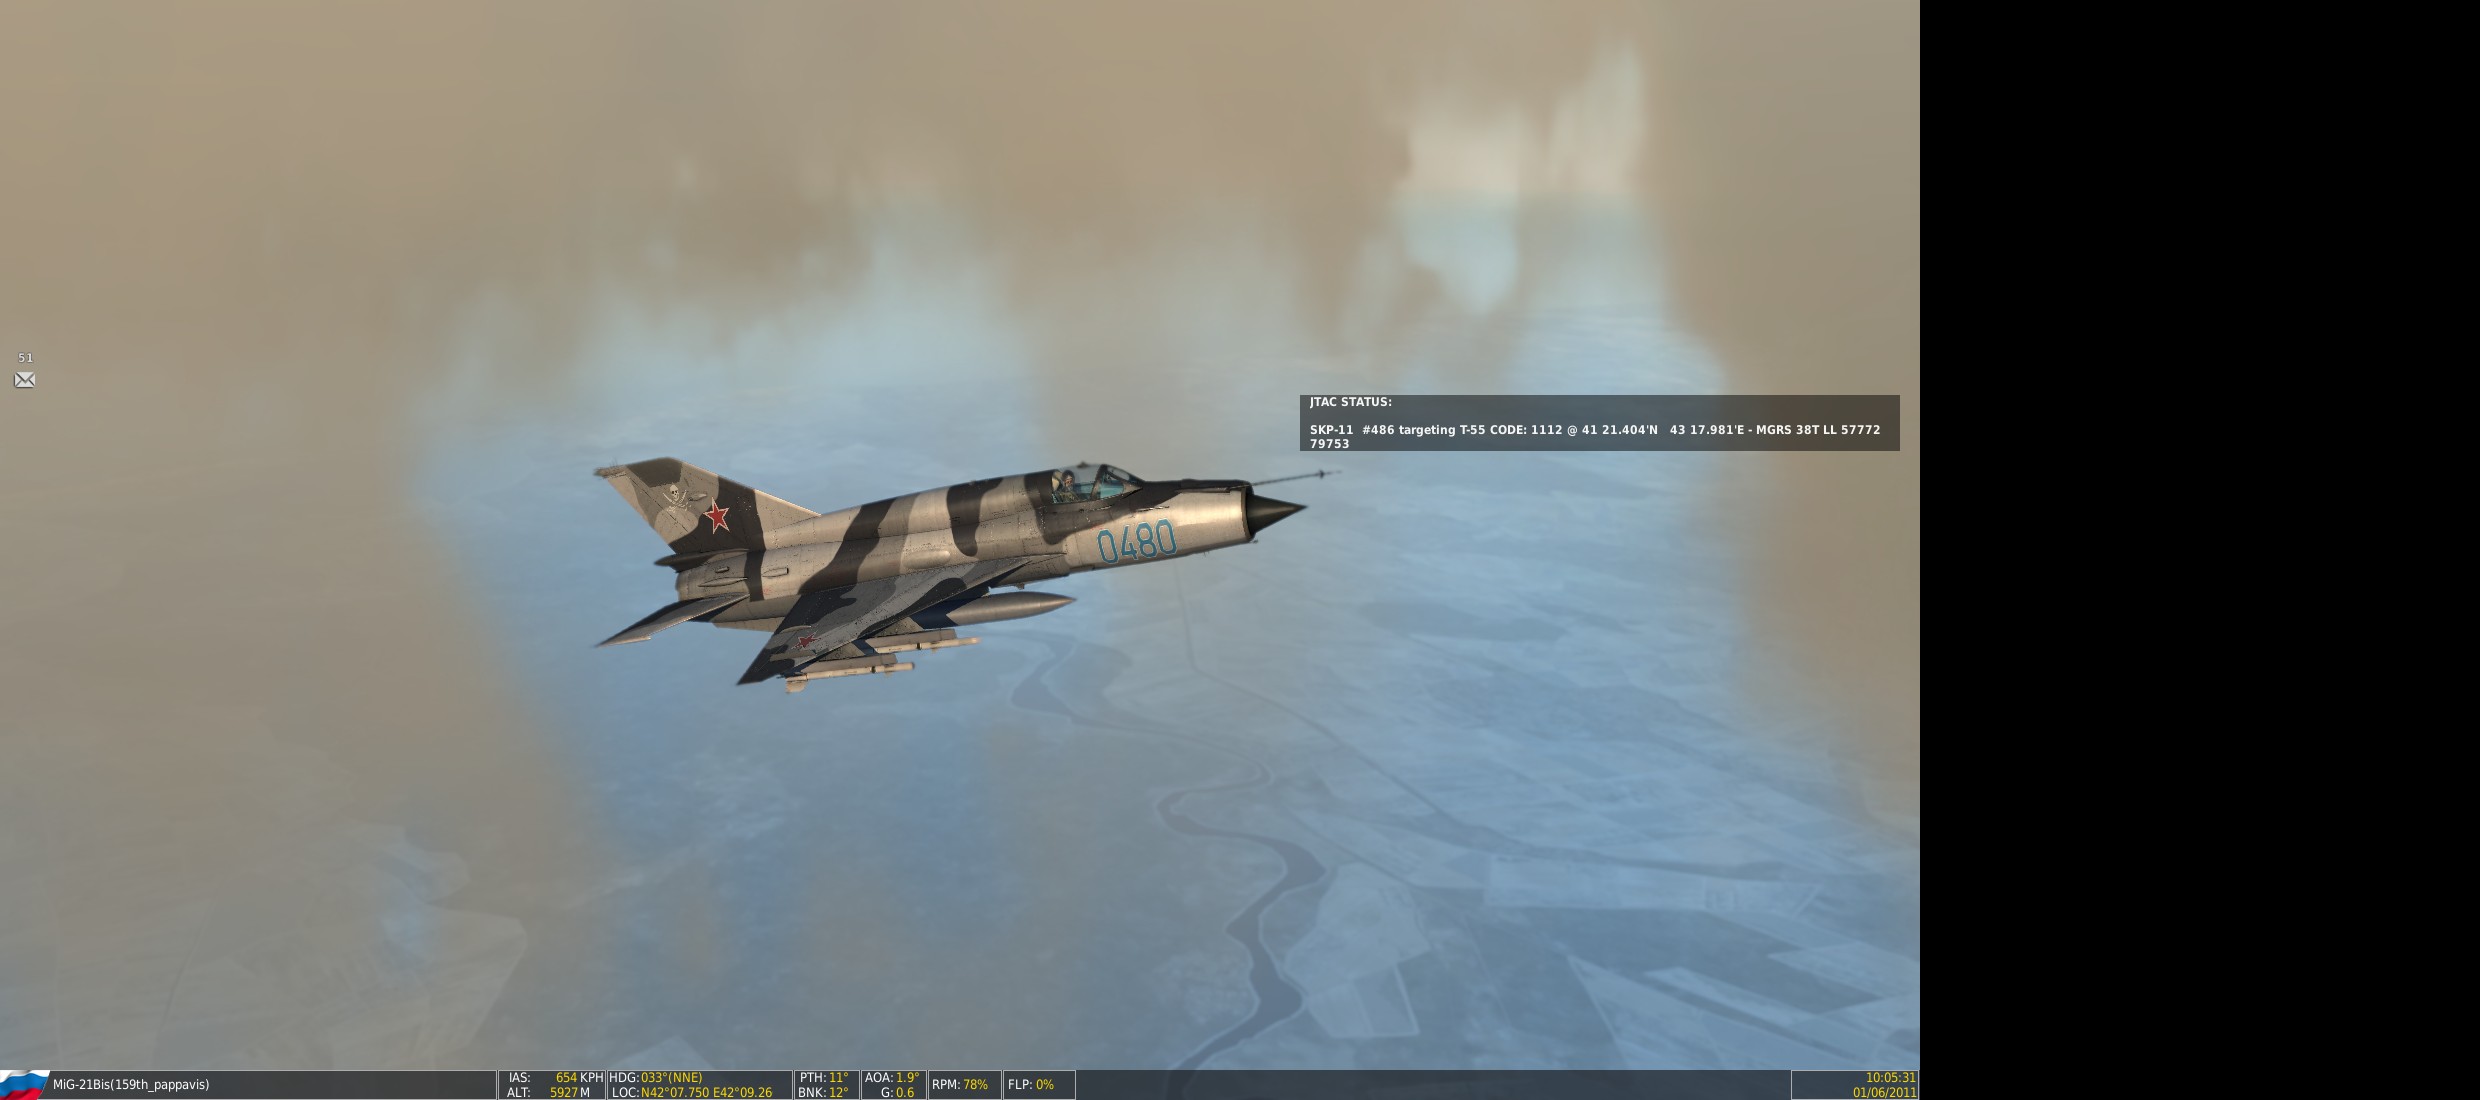 51
JTAC STATUS:
SKP-11  #486 targeting T-55 CODE: 1112 @ 41 21.404'N   43 17.981'E - MGRS 38T LL 57772
79753
0480
MiG-21Bis(159th_pappavis)
IAS: 654 KPH HDG: 033°(NNE) PTH: 11° AOA: 1.9° RPM: 78% FLP: 0% 10:05:31
ALT: 5927 M LOC: N42°07.750 E42°09.26 BNK: 12° G: 0.6 01/06/2011